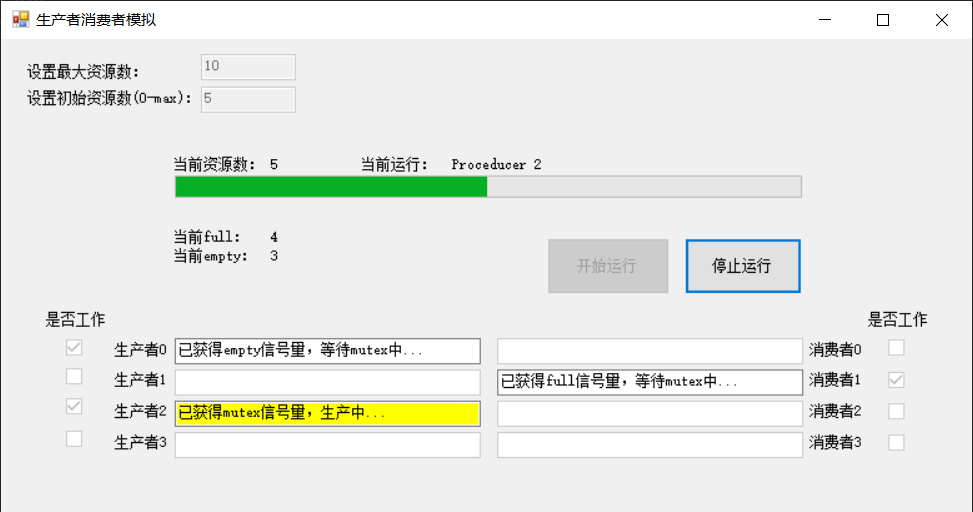 生产者消费者模拟
设置最大资源数: 10
设置初始资源数(0-max): 5
当前资源数: 5 当前运行: Proceducer 2
当前full: 4
当前empty: 3
开始运行 停止运行
是否工作 是否工作
生产者0 已获得empty信号量，等待mutex中... 消费者0
生产者1 已获得full信号量，等待mutex中... 消费者1
生产者2 已获得mutex信号量，生产中... 消费者2
生产者3 消费者3